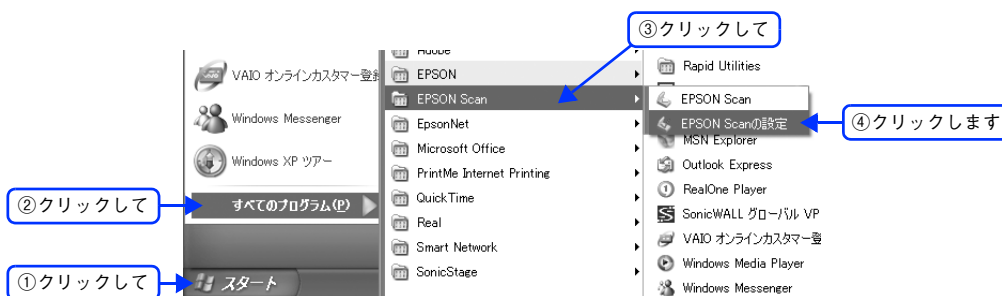 ③クリックして
Adobe
VAIO オンラインカスタマー登録
EPSON
Rapid Utilities
EPSON Scan
EPSON Scan
Windows Messenger
EpsonNet
EPSON Scanの設定
④クリックします
MSN Explorer
Microsoft Office
Windows XP ツアー
PrintMe Internet Printing
Outlook Express
②クリックして
すべてのプログラム(P)
QuickTime
RealOne Player
Real
SonicWALL グローバル VP
Smart Network
VAIO オンラインカスタマー登
①クリックして
スタート
SonicStage
Windows Media Player
Windows Messenger